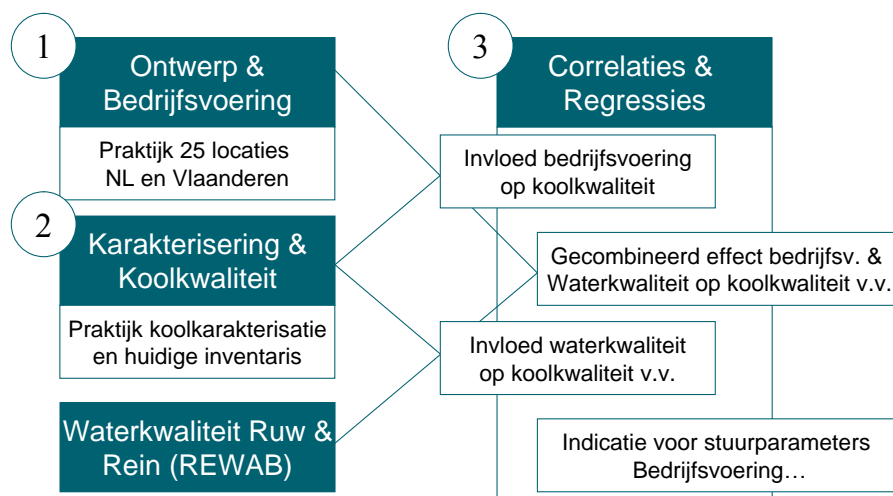 1
Ontwerp &
Bedrijfsvoering
Praktijk 25 locaties
NL en Vlaanderen
2
Karakterisering &
Koolkwaliteit
Praktijk koolkarakterisatie
en huidige inventaris
Waterkwaliteit Ruw &
Rein (REWAB)
3
Correlaties &
Regressies
Invloed bedrijfsvoering
op koolkwaliteit
Gecombineerd effect bedrijfsv. &
Waterkwaliteit op koolkwaliteit v.v.
Invloed waterkwaliteit
op koolkwaliteit v.v.
Indicatie voor stuurparameters
Bedrijfsvoering…